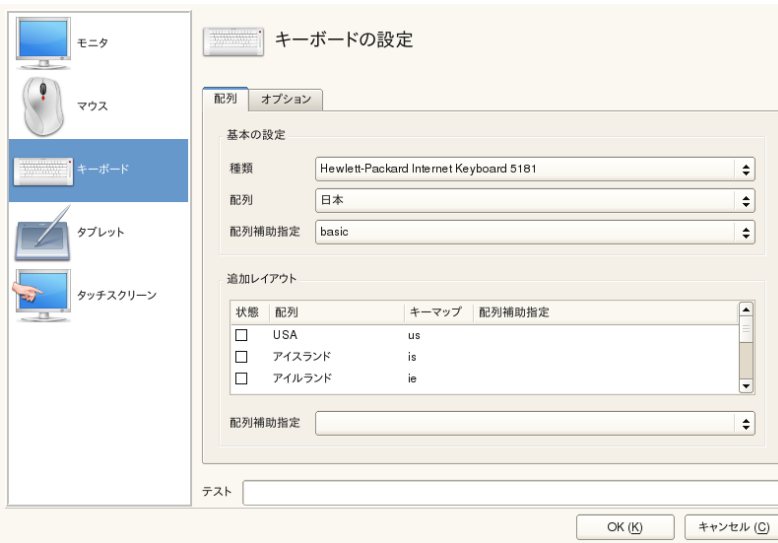 モニタ
マウス
キーボード
タブレット
タッチスクリーン
キーボードの設定
配列 オプション
基本の設定
種類 Hewlett-Packard Internet Keyboard 5181
配列 日本
配列補助指定 basic
追加レイアウト
状態 配列 キーマップ 配列補助指定
USA us
アイスランド is
アイルランド ie
配列補助指定
テスト
OK (K) キャンセル (C)